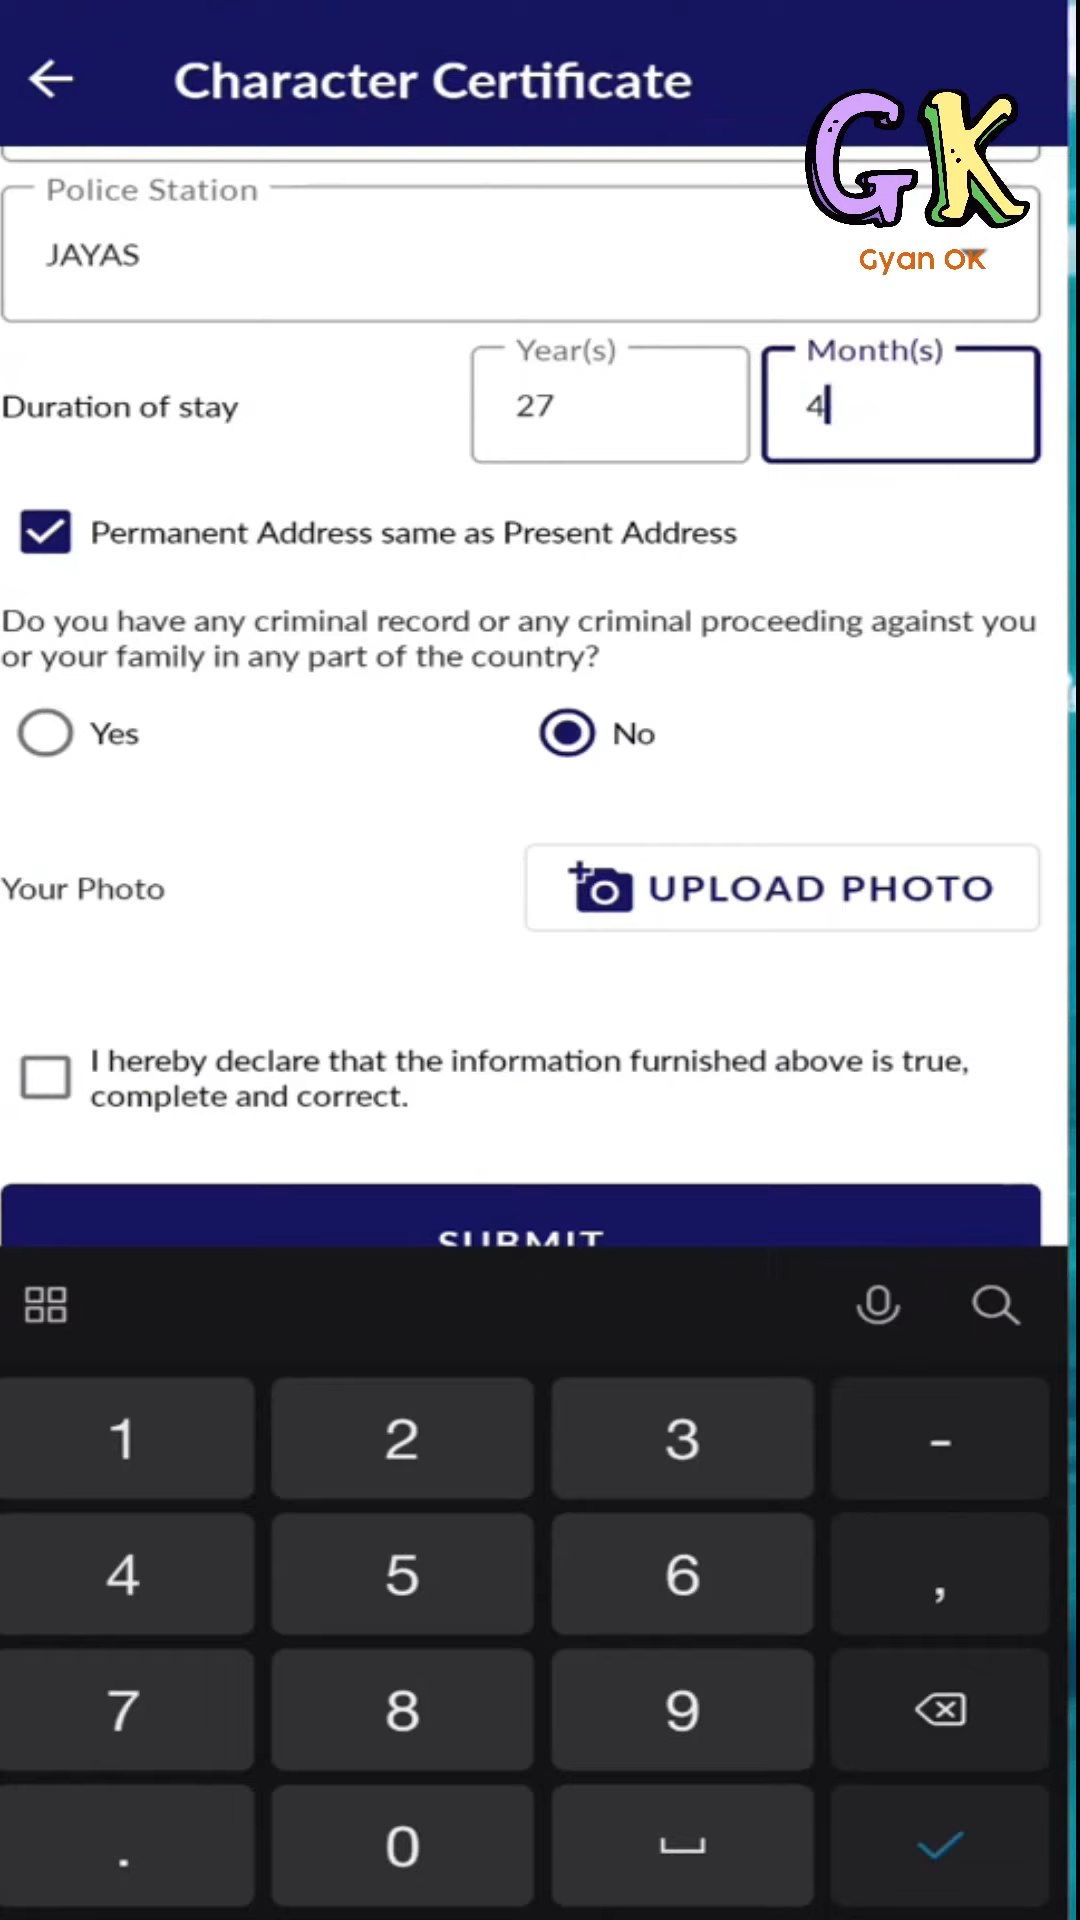 Character Certificate
GK
Gyan OK
Police Station
JAYAS
Year(s)
Month(s)
Duration of stay
27
4
Permanent Address same as Present Address
Do you have any criminal record or any criminal proceeding against you
or your family in any part of the country?
Yes
No
Your Photo
UPLOAD PHOTO
I hereby declare that the information furnished above is true,
complete and correct.
SUBMIT
1 2 3 -
4 5 6 ,
7 8 9
. 0